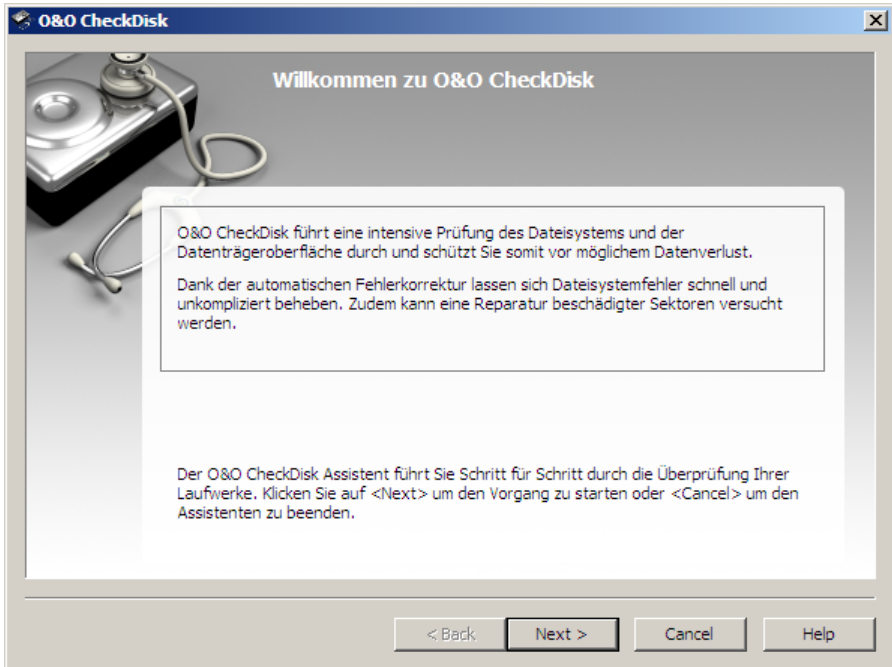 O&O CheckDisk
Willkommen zu O&O CheckDisk
O&O CheckDisk führt eine intensive Prüfung des Dateisystems und der
Datenträgeroberfläche durch und schützt Sie somit vor möglichem Datenverlust.
Dank der automatischen Fehlerkorrektur lassen sich Dateisystemfehler schnell und
unkompliziert beheben. Zudem kann eine Reparatur beschädigter Sektoren versucht
werden.
Der O&O CheckDisk Assistent führt Sie Schritt für Schritt durch die Überprüfung Ihrer
Laufwerke. Klicken Sie auf <Next> um den Vorgang zu starten oder <Cancel> um den
Assistenten zu beenden.
< Back Next > Cancel Help